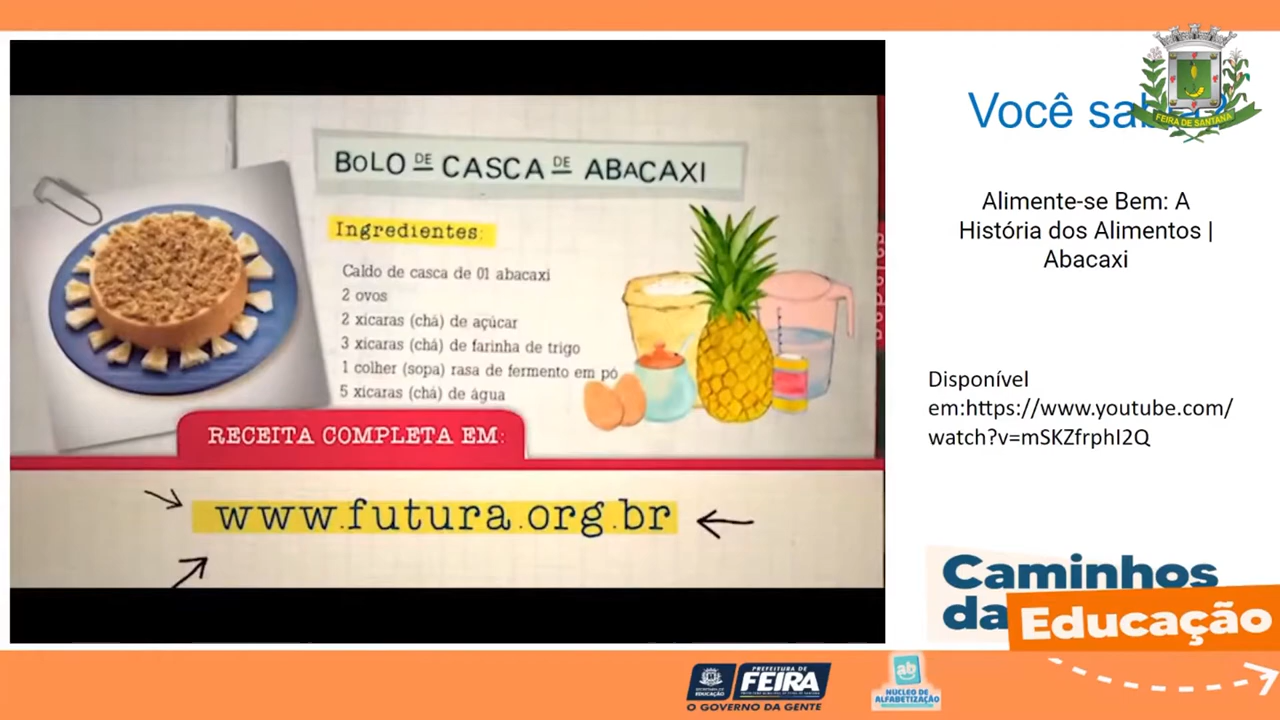 BOLO DE CASCA DE ABACAXI
Ingredientes:
Caldo de casca de 01 abacaxi
2 ovos
2 xícaras (chá) de açúcar
3 xícaras (chá) de farinha de trigo
1 colher (sopa) rasa de fermento em pó
5 xícaras (chá) de água
RECEITA COMPLETA EM:
www.futura.org.br
Você
FEIRA DE SANTANA
Alimente-se Bem: A
História dos Alimentos |
Abacaxi
Disponível
em:https://www.youtube.com/
watch?v=mSKZfrphI2Q
Caminhos
da Educação
SECRETARIA DE
EDUCAÇÃO
PREFEITURA DE
FEIRA
O GOVERNO DA GENTE
ab
NÚCLEO DE
ALFABETIZAÇÃO